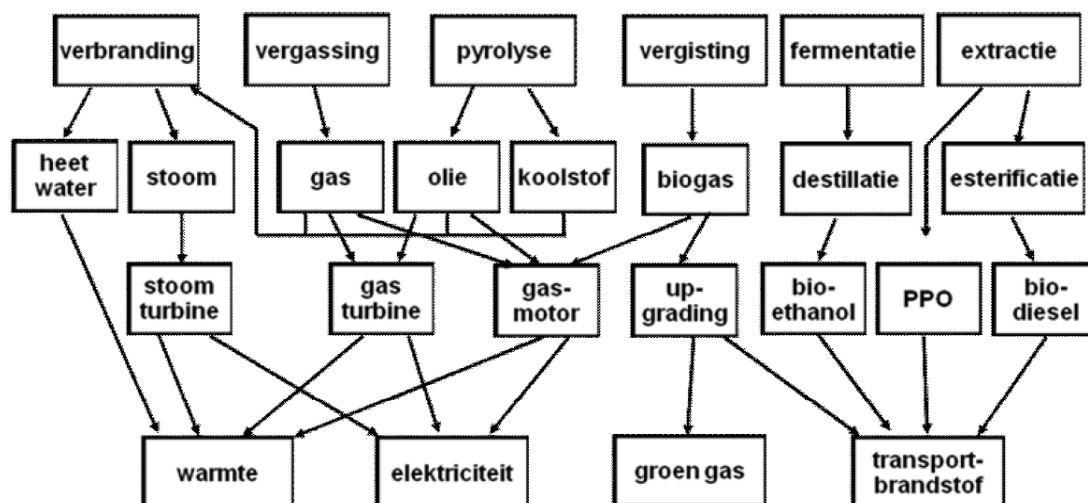 verbranding
vergassing
pyrolyse
vergisting
fermentatie
extractie
heet
water
stoom
gas
olie
koolstof
biogas
destillatie
esterificatie
stoom
turbine
gas
turbine
gas-
motor
up-
grading
bio-
ethanol
PPO
bio-
diesel
warmte
elektriciteit
groen gas
transport-
brandstof